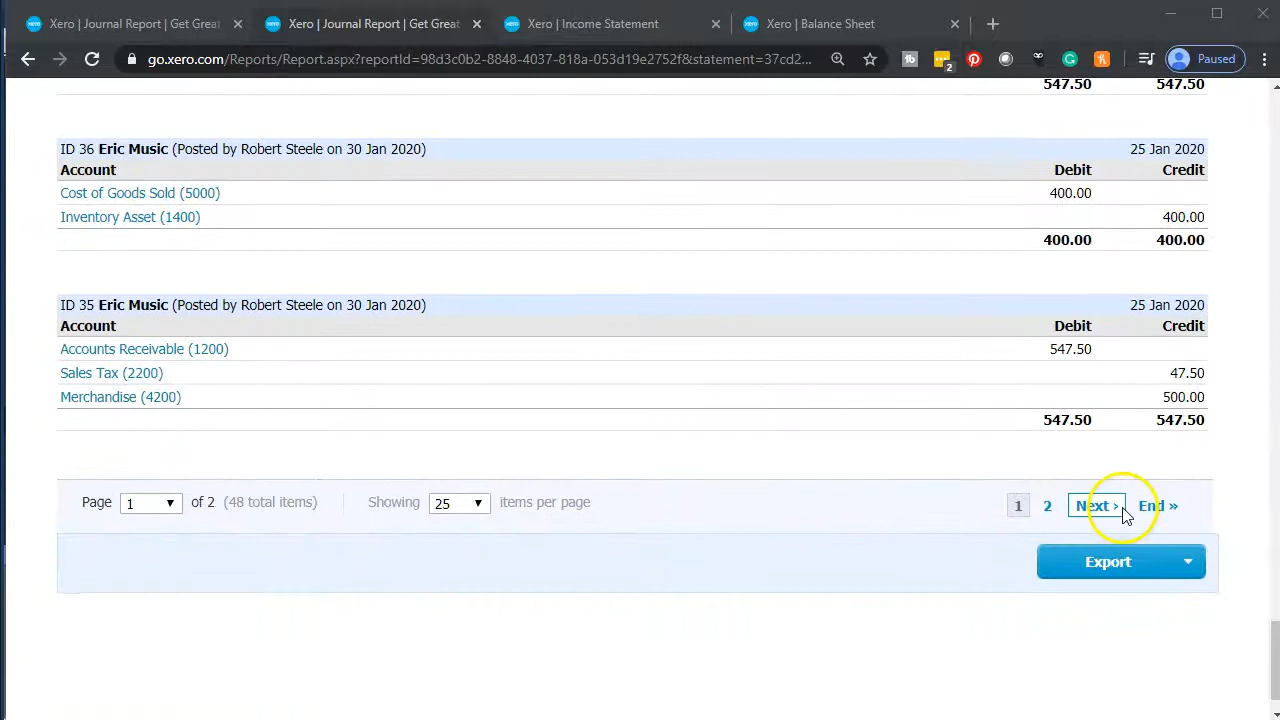 Xero | Journal Report | Get Great
Xero | Journal Report | Get Great
Xero | Income Statement
Xero | Balance Sheet
go.xero.com/Reports/Report.aspx?reportId=98d3c0b2-8848-4037-818a-053d19e2752f&statement=37cd2...
2
Paused
547.50 547.50
ID 36 Eric Music (Posted by Robert Steele on 30 Jan 2020) 25 Jan 2020
Account Debit Credit
Cost of Goods Sold (5000) 400.00
Inventory Asset (1400) 400.00
400.00 400.00
ID 35 Eric Music (Posted by Robert Steele on 30 Jan 2020) 25 Jan 2020
Account Debit Credit
Accounts Receivable (1200) 547.50
Sales Tax (2200) 47.50
Merchandise (4200) 500.00
547.50 547.50
Page 1 of 2 (48 total items) Showing 25 items per page 1 2 Next › End »
Export